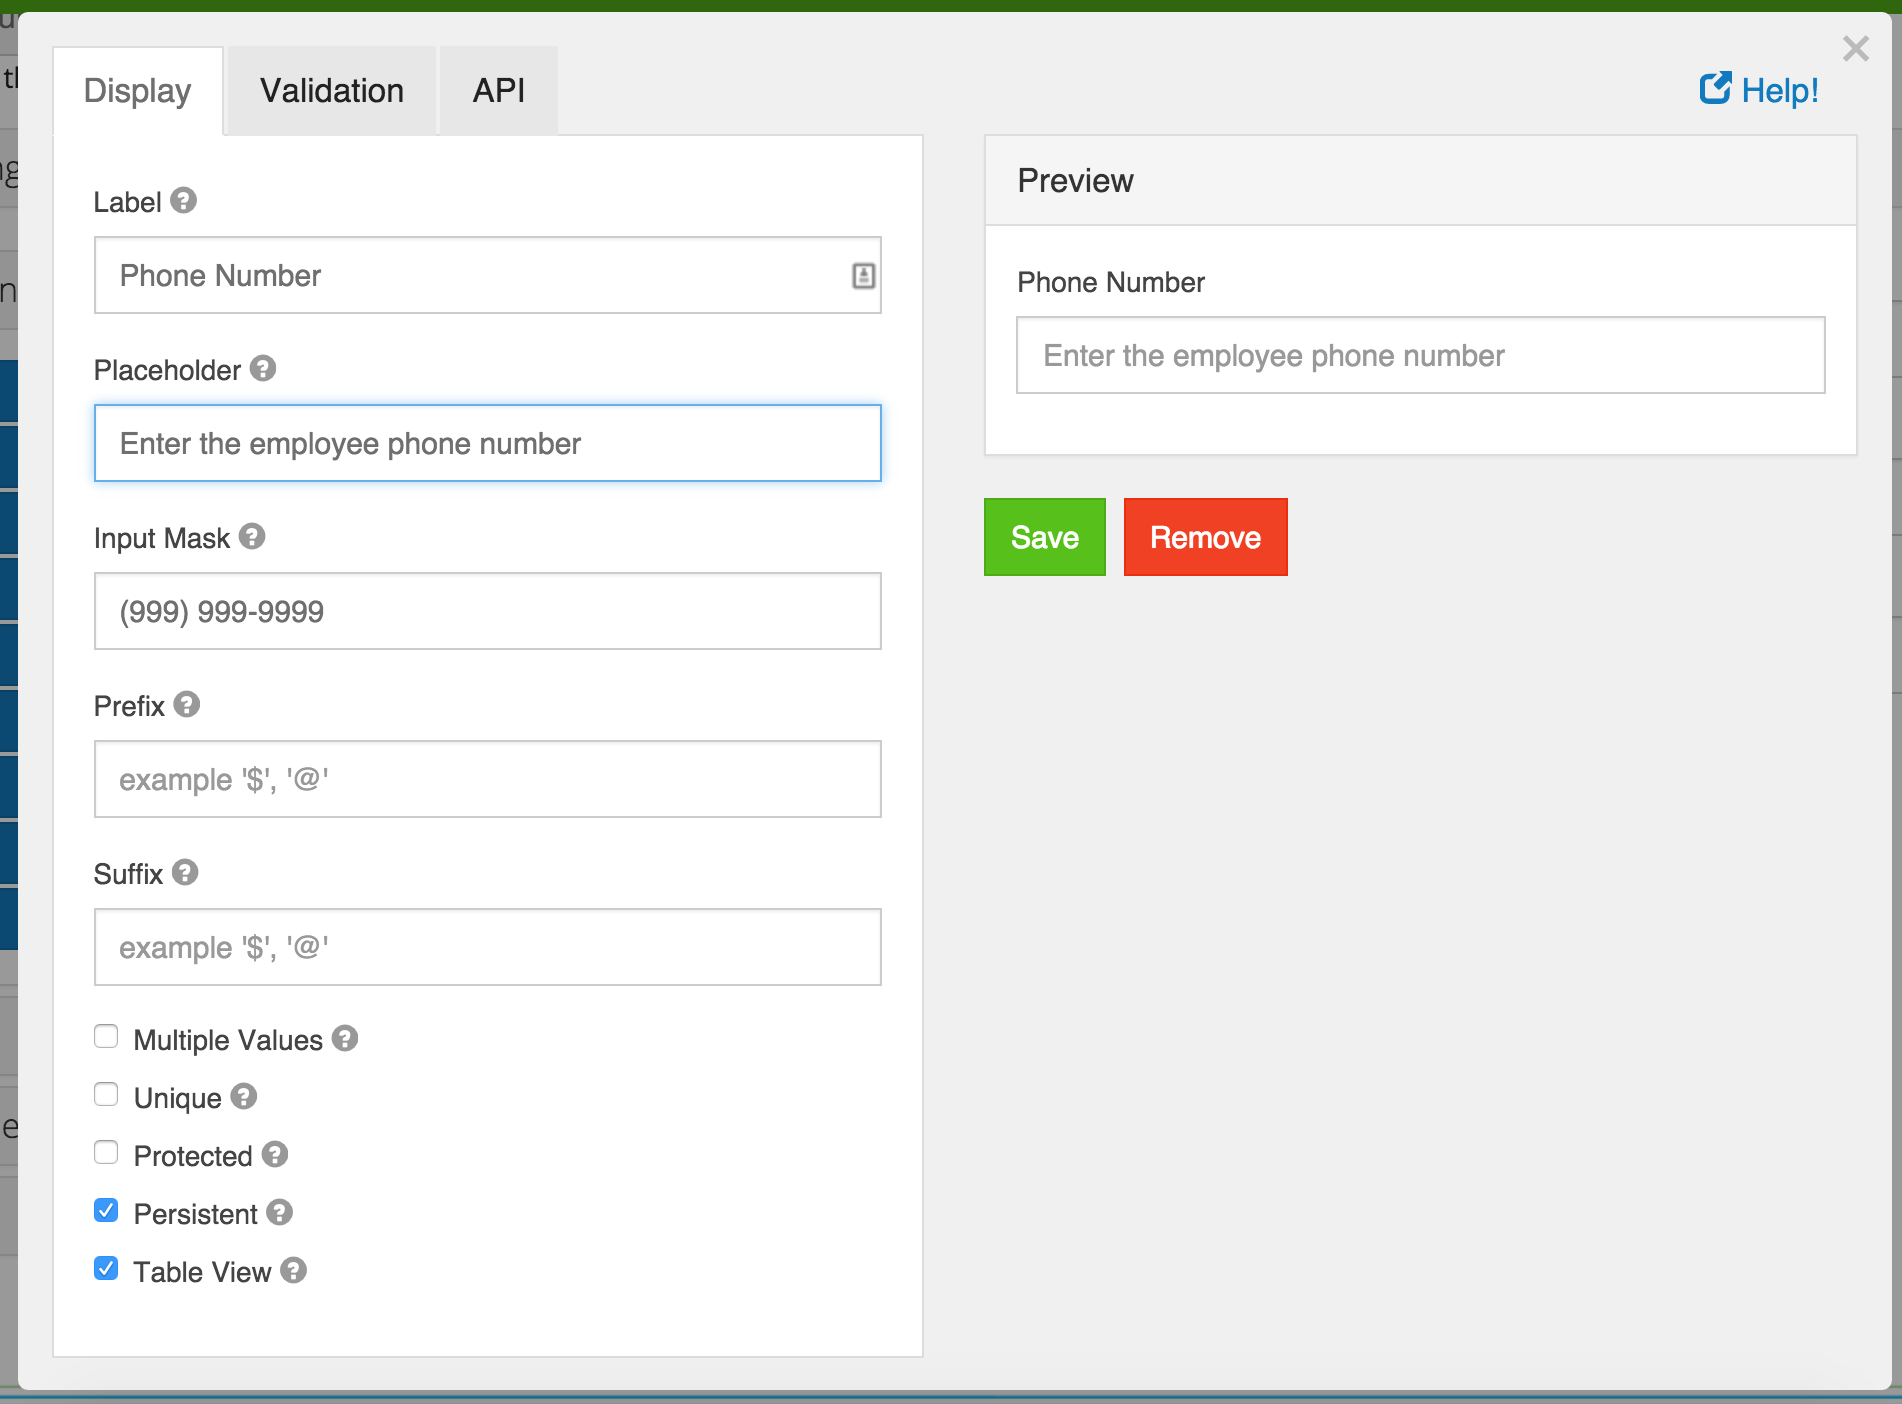 Display
Validation
API
Help!
Label
Phone Number
Placeholder
Enter the employee phone number
Input Mask
(999) 999-9999
Prefix
example '$', '@'
Suffix
example '$', '@'
Multiple Values
Unique
Protected
Persistent
Table View
Preview
Phone Number
Enter the employee phone number
Save
Remove